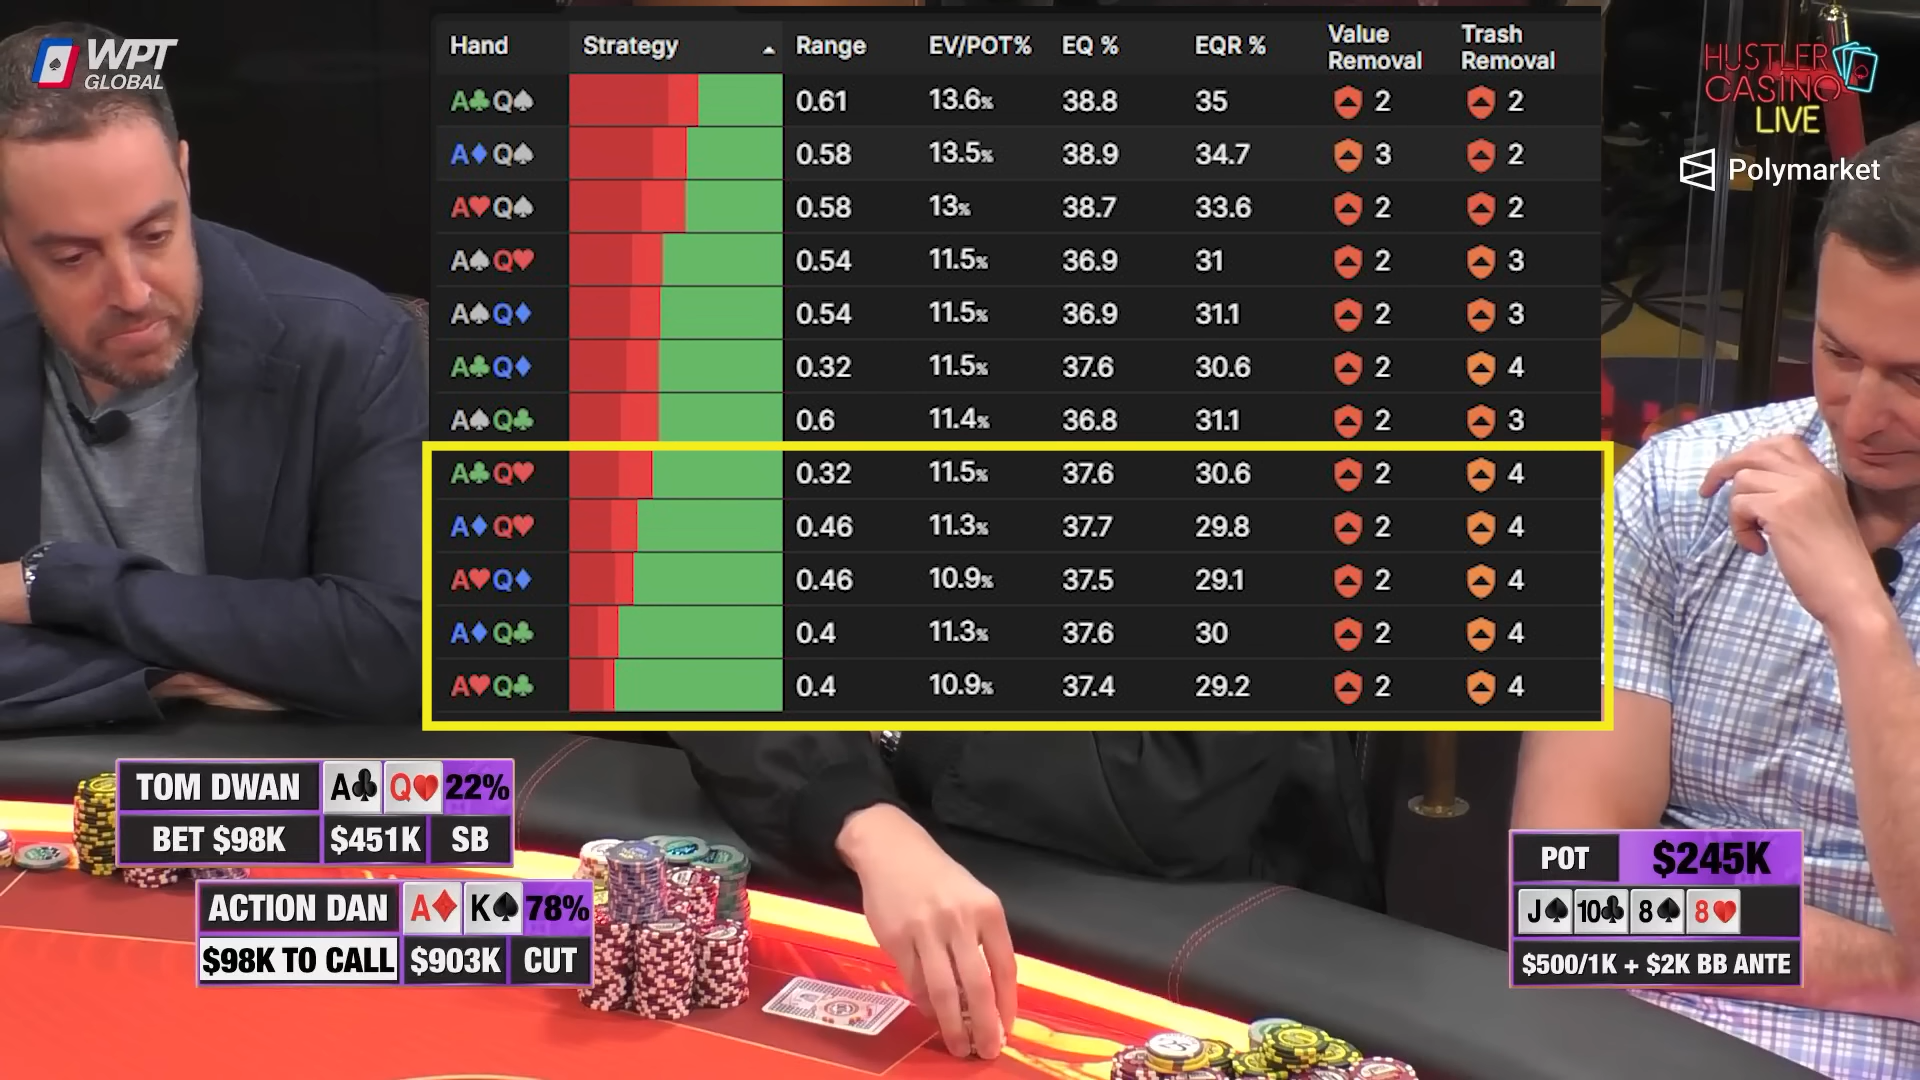 WPT
GLOBAL
HUSTLER
CASINO
LIVE
Polymarket
Hand Strategy Range EV/POT% EQ % EQR % Value Removal Trash Removal
A♣Q♠ 0.61 13.6% 38.8 35 2 2
A♦Q♠ 0.58 13.5% 38.9 34.7 3 2
A♥Q♠ 0.58 13% 38.7 33.6 2 2
A♠Q♥ 0.54 11.5% 36.9 31 2 3
A♠Q♦ 0.54 11.5% 36.9 31.1 2 3
A♣Q♦ 0.32 11.5% 37.6 30.6 2 4
A♠Q♣ 0.6 11.4% 36.8 31.1 2 3
A♣Q♥ 0.32 11.5% 37.6 30.6 2 4
A♦Q♥ 0.46 11.3% 37.7 29.8 2 4
A♥Q♦ 0.46 10.9% 37.5 29.1 2 4
A♦Q♣ 0.4 11.3% 37.6 30 2 4
A♥Q♣ 0.4 10.9% 37.4 29.2 2 4
TOM DWAN A♣ Q♥ 22%
BET $98K $451K SB
ACTION DAN A♦ K♠ 78%
$98K TO CALL $903K CUT
POT $245K
J♠ 10♣ 8♠ 8♥
$500/1K + $2K BB ANTE